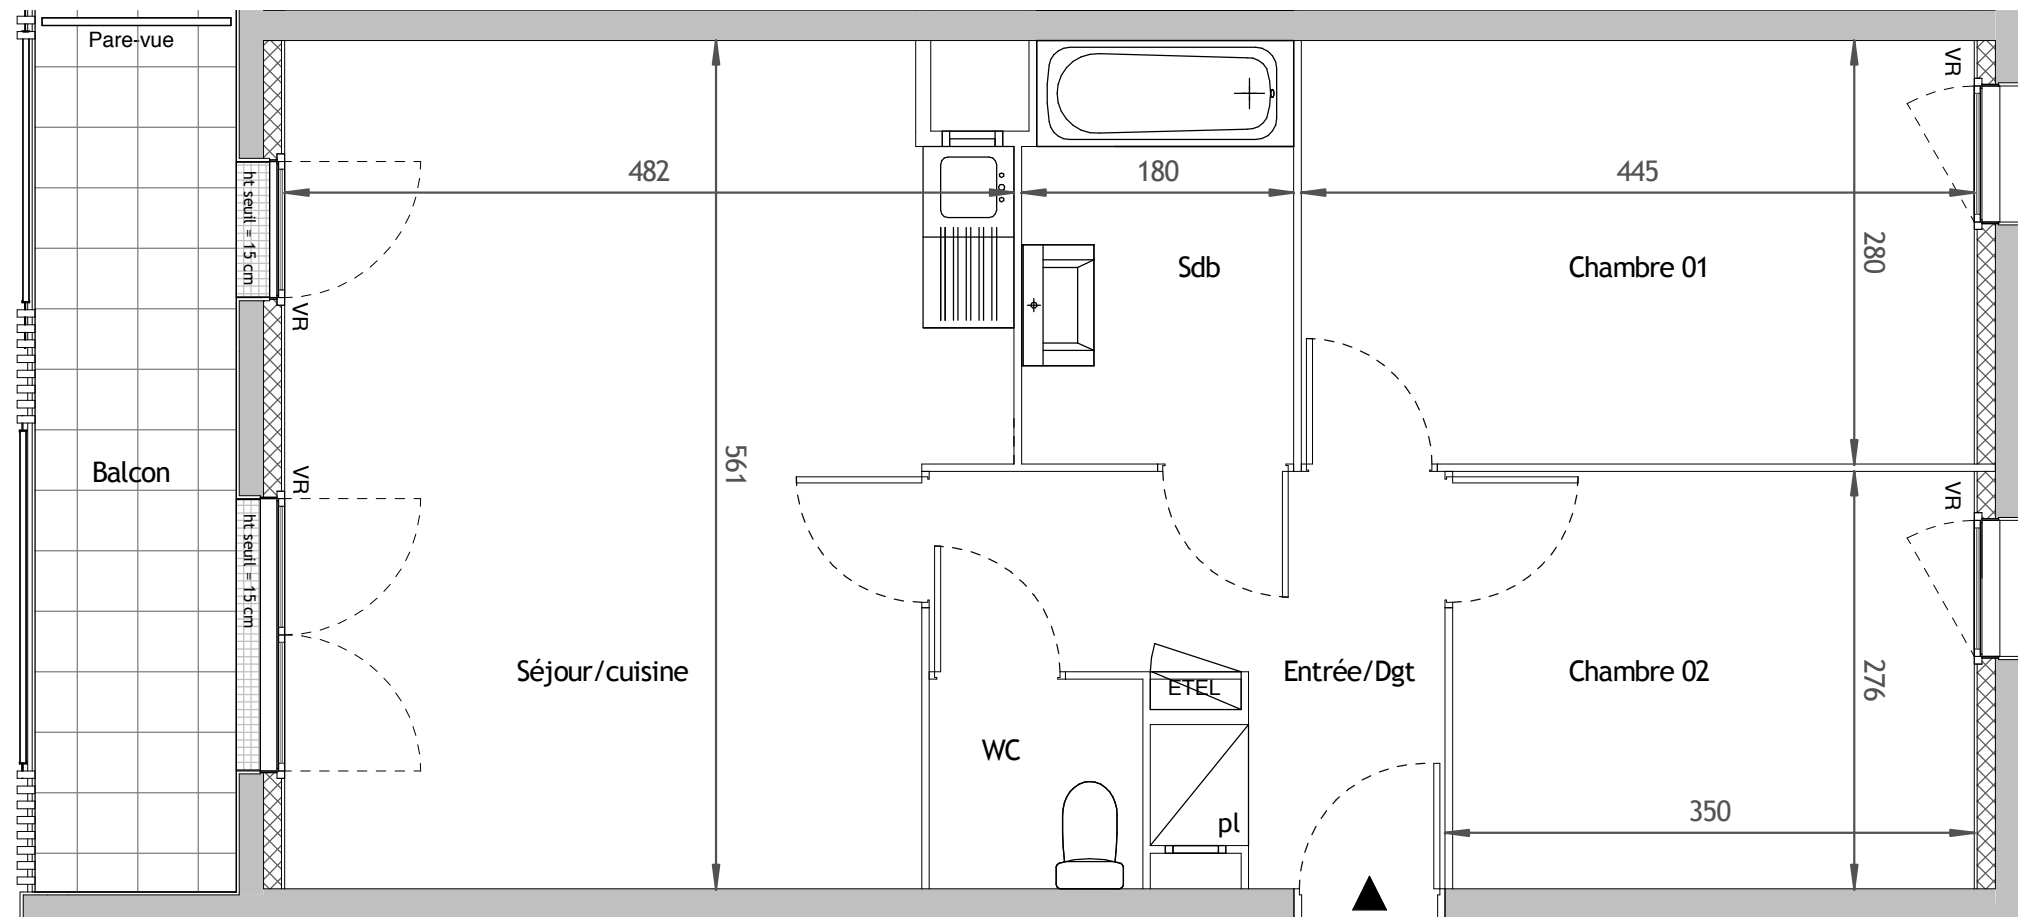 Pare-vue
VR
482
180
445
ht seuil = 15 cm
280
Sdb
Chambre 01
VR
561
Balcon
VR
VR
ht seuil = 15 cm
Séjour/cuisine
ETEL
Entrée/Dgt
Chambre 02
276
WC
pl
350